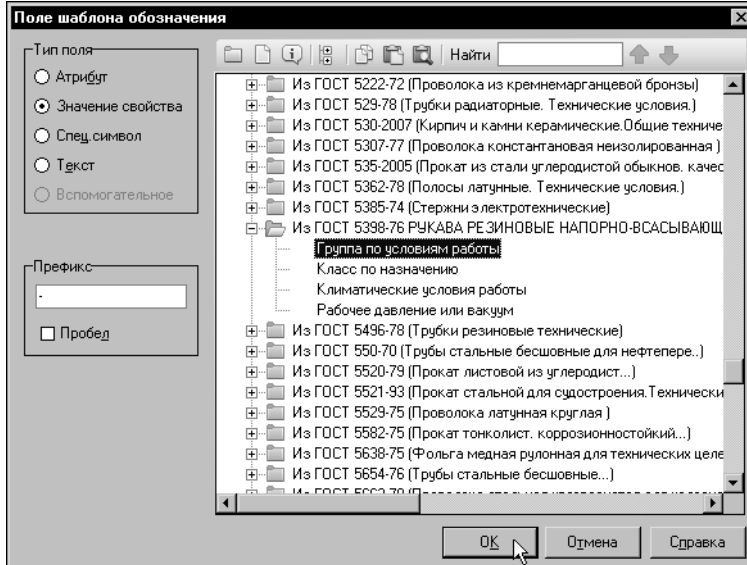 Поле шаблона обозначения
Тип поля
Атрибут
Значение свойства
Спец.символ
Текст
Вспомогательное
Префикс
-
Пробел
Найти
Из ГОСТ 5222-72 (Проволока из кремнемарганцевой бронзы)
Из ГОСТ 529-78 (Трубки радиаторные. Технические условия.)
Из ГОСТ 530-2007 (Кирпич и камни керамические.Общие техниче
Из ГОСТ 5307-77 (Проволока константановая неизолированная )
Из ГОСТ 535-2005 (Прокат из стали углеродистой обыкнов. качес
Из ГОСТ 5362-78 (Полосы латунные. Технические условия.)
Из ГОСТ 5385-74 (Стержни электротехнические)
Из ГОСТ 5398-76 РУКАВА РЕЗИНОВЫЕ НАПОРНО-ВСАСЫВАЮЩ
Группа по условиям работы
Класс по назначению
Климатические условия работы
Рабочее давление или вакуум
Из ГОСТ 5496-78 (Трубки резиновые технические)
Из ГОСТ 550-70 (Трубы стальные бесшовные для нефтепере..)
Из ГОСТ 5520-79 (Прокат листовой из углеродист...)
Из ГОСТ 5521-93 (Прокат стальной для судостроения.Технически
Из ГОСТ 5529-75 (Проволока латунная круглая )
Из ГОСТ 5582-75 (Прокат тонколист. коррозионностойкий...)
Из ГОСТ 5638-75 (Фольга медная рулонная для технических целе
Из ГОСТ 5654-76 (Трубы стальные бесшовные...)
OK
Отмена
Справка